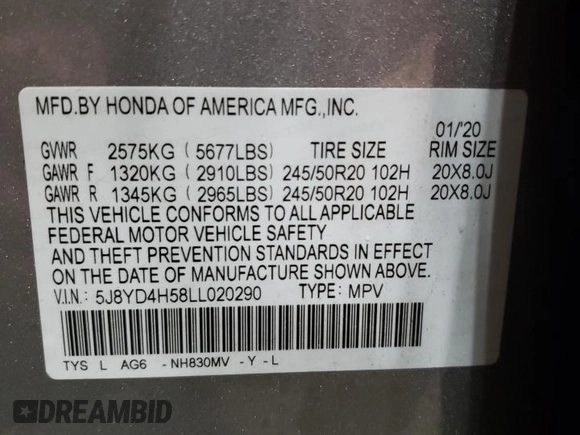 MFD.BY HONDA OF AMERICA MFG.,INC.
01/'20
GVWR 2575KG (5677LBS) TIRE SIZE RIM SIZE
GAWR F 1320KG (2910LBS) 245/50R20 102H 20X8.0J
GAWR R 1345KG (2965LBS) 245/50R20 102H 20X8.0J
THIS VEHICLE CONFORMS TO ALL APPLICABLE
FEDERAL MOTOR VEHICLE SAFETY
AND THEFT PREVENTION STANDARDS IN EFFECT
ON THE DATE OF MANUFACTURE SHOWN ABOVE.
V.I.N.: 5J8YD4H58LL020290 TYPE: MPV
TYS L AG6 -NH830MV -Y-L
DREAMBID